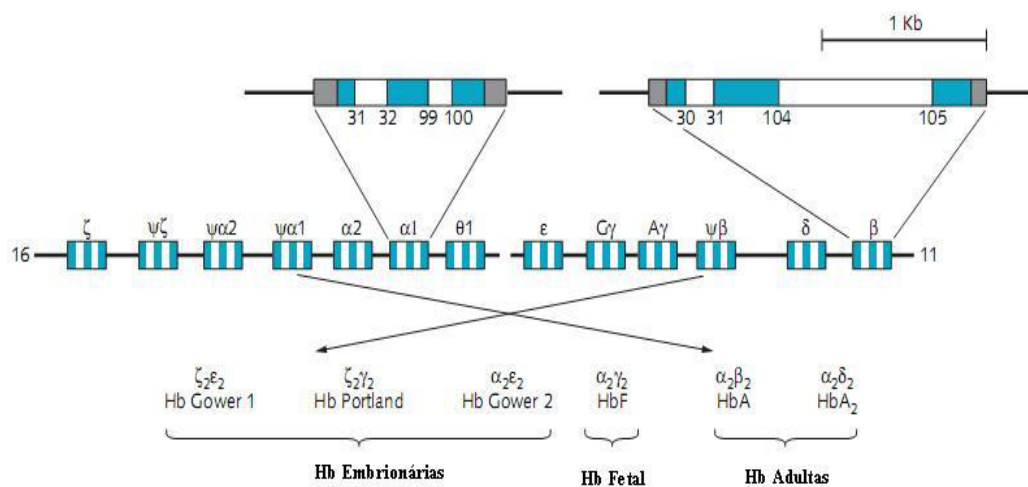 1 Kb
31 32 99 100 30 31 104 105
ζ ψζ ψα2 ψα1 α2 α1 θ1 ε Gγ Aγ ψβ δ β
16 11
ζ₂ε₂ ζ₂γ₂ α₂ε₂ α₂γ₂ α₂β₂ α₂δ₂
Hb Gower 1 Hb Portland Hb Gower 2 HbF HbA HbA₂
Hb Embrionárias Hb Fetal Hb Adultas